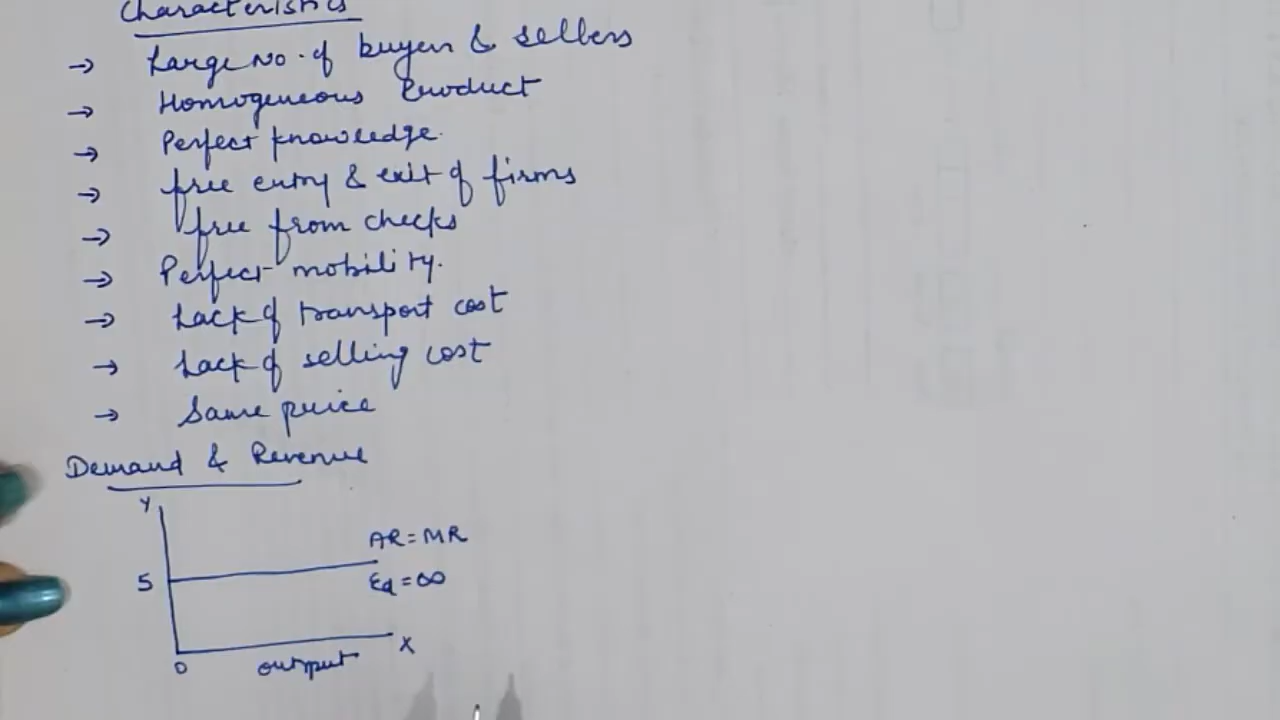 Characteristics
→ Large No. of buyers & sellers
→ Homogeneous Product
→ Perfect knowledge.
→ free entry & exit of firms
→ free from checks
→ Perfect mobility.
→ Lack of transport cost
→ Lack of selling cost
→ Same price
Demand & Revenue
Y
AR = MR
5
Ed = ∞
X
0
output